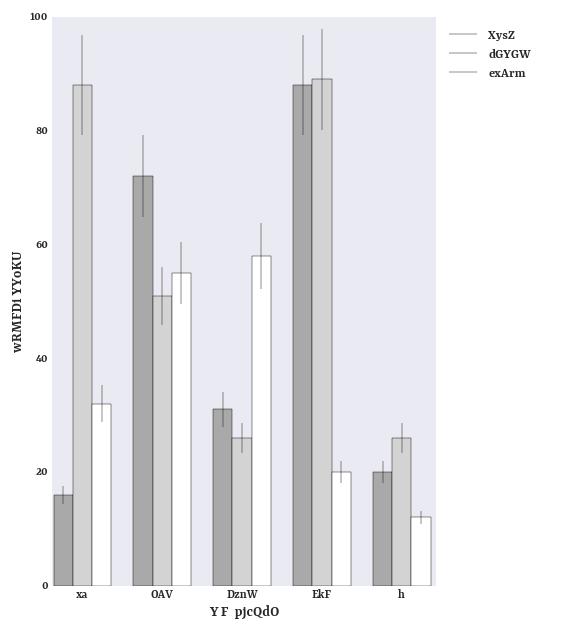 100
80
60
40
20
0
wRMFDl YYoKU
xa OAV DznW EkF h
Y F pjcQdO
XysZ
dGYGW
exArm